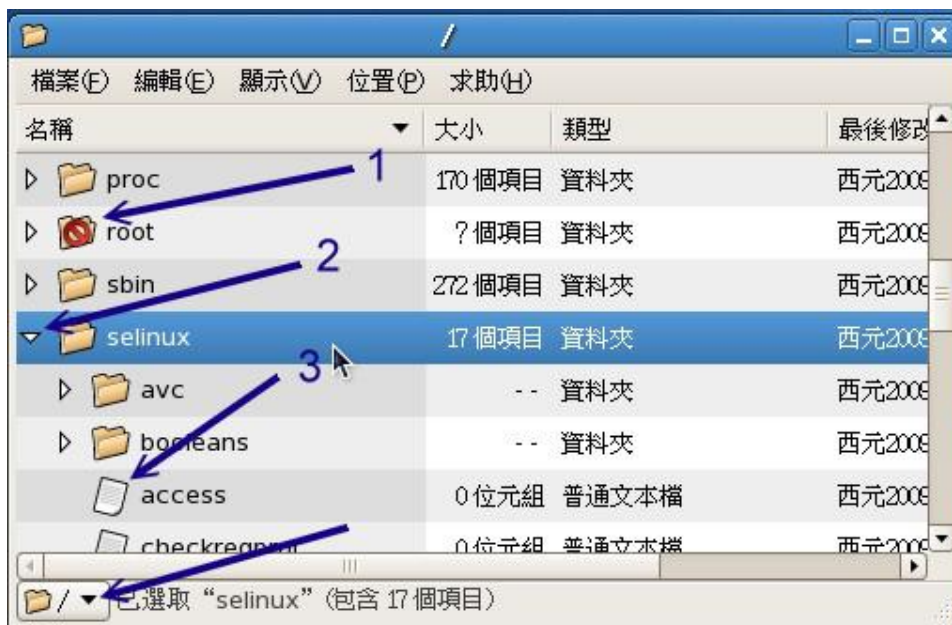 /
檔案(F) 編輯(E) 顯示(V) 位置(P) 求助(H)
名稱 大小 類型 最後修改
1
proc 170 個項目 資料夾 西元2009
root ? 個項目 資料夾 西元2009
2
sbin 272 個項目 資料夾 西元2009
selinux 17 個項目 資料夾 西元2009
3
avc -- 資料夾 西元2009
booleans -- 資料夾 西元2009
access 0 位元組 普通文本檔 西元2009
checkreqprot 0 位元組 普通文本檔 西元2009
/ 已選取 “selinux” (包含 17 個項目)